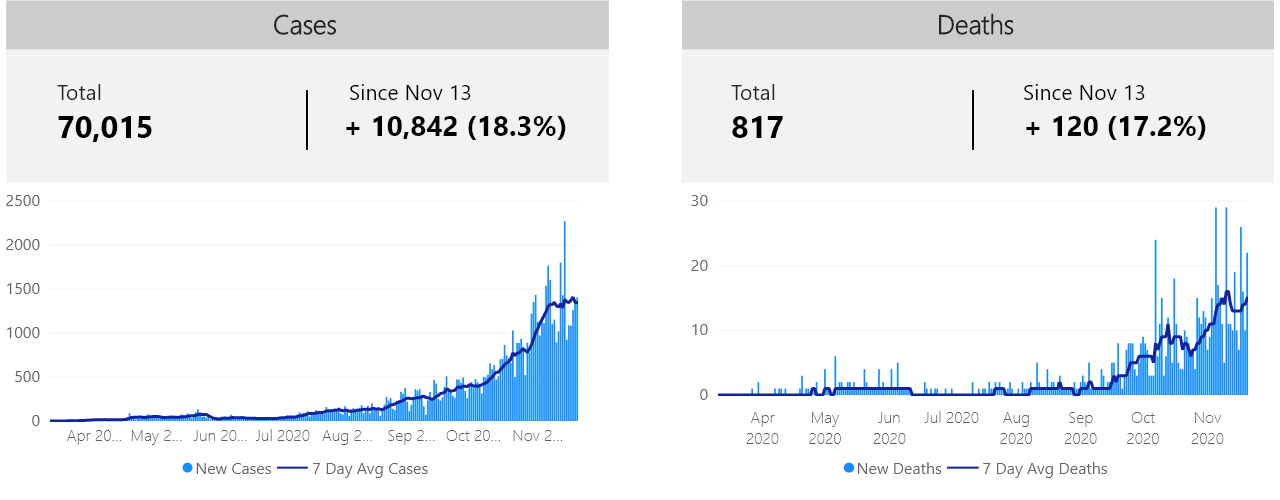 Cases
Total
Since Nov 13
70,015
+ 10,842 (18.3%)
2500
2000
1500
1000
500
0
Apr 20... May 2... Jun 20... Jul 2020 Aug 2... Sep 2... Oct 20... Nov 2...
New Cases 7 Day Avg Cases
Deaths
Total
Since Nov 13
817
+ 120 (17.2%)
30
20
10
0
Apr May Jun Jul 2020 Aug Sep Oct Nov
2020 2020 2020 2020 2020 2020 2020
New Deaths 7 Day Avg Deaths